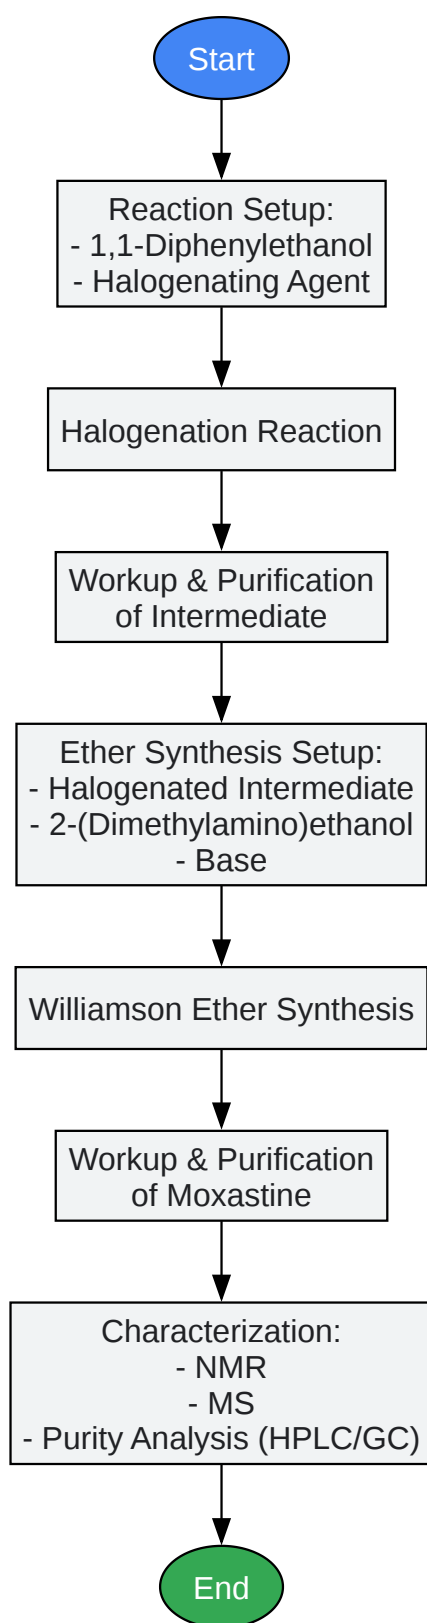 Start
Reaction Setup:
- 1,1-Diphenylethanol
- Halogenating Agent
Halogenation Reaction
Workup & Purification
of Intermediate
Ether Synthesis Setup:
- Halogenated Intermediate
- 2-(Dimethylamino)ethanol
- Base
Williamson Ether Synthesis
Workup & Purification
of Moxastine
Characterization:
- NMR
- MS
- Purity Analysis (HPLC/GC)
End